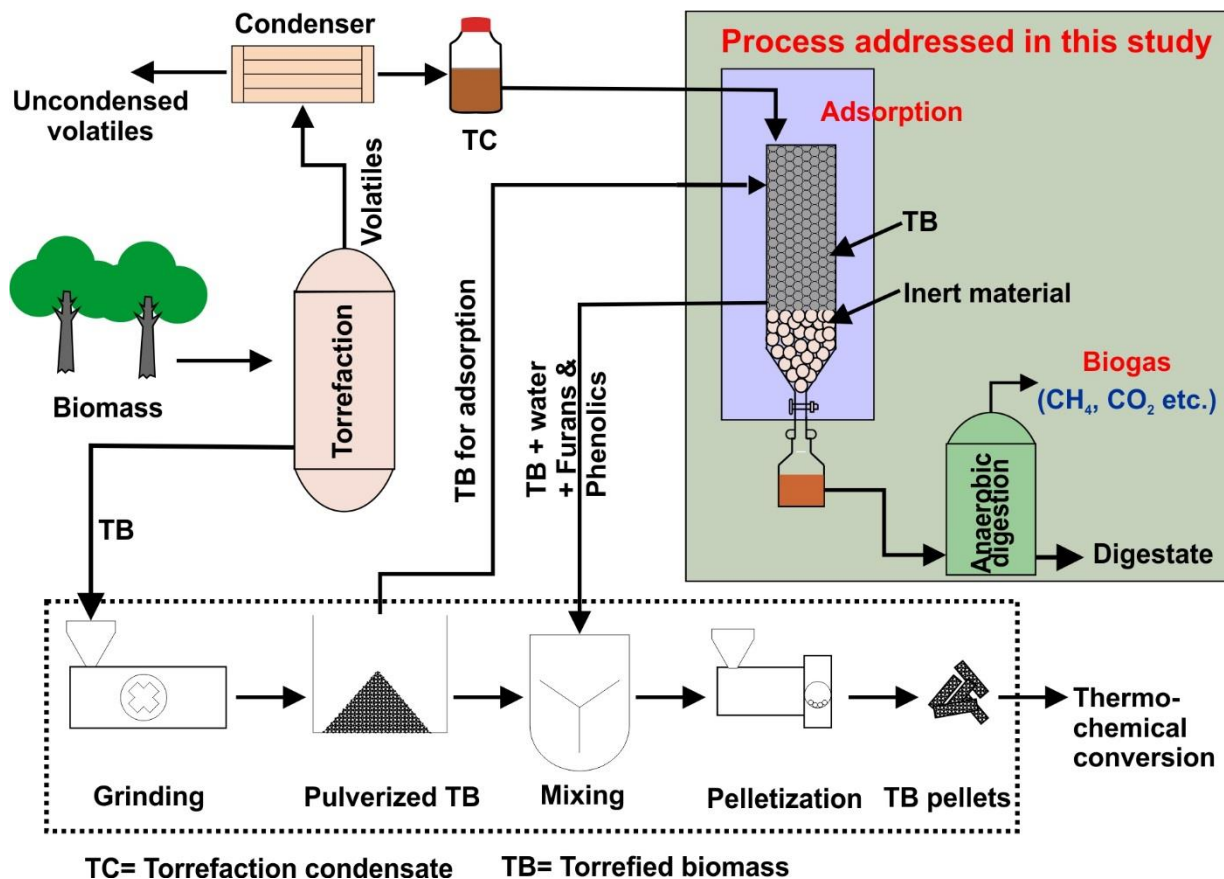 Condenser
Process addressed in this study
Uncondensed
volatiles
TC
Adsorption
Volatiles
TB
Inert material
Biomass
Torrefaction
TB for adsorption
TB + water
+ Furans &
Phenolics
Biogas
(CH₄, CO₂ etc.)
Anaerobic
digestion
Digestate
TB
Grinding
Pulverized TB
Mixing
Pelletization
TB pellets
Thermo-
chemical
conversion
TC= Torrefaction condensate
TB= Torrefied biomass